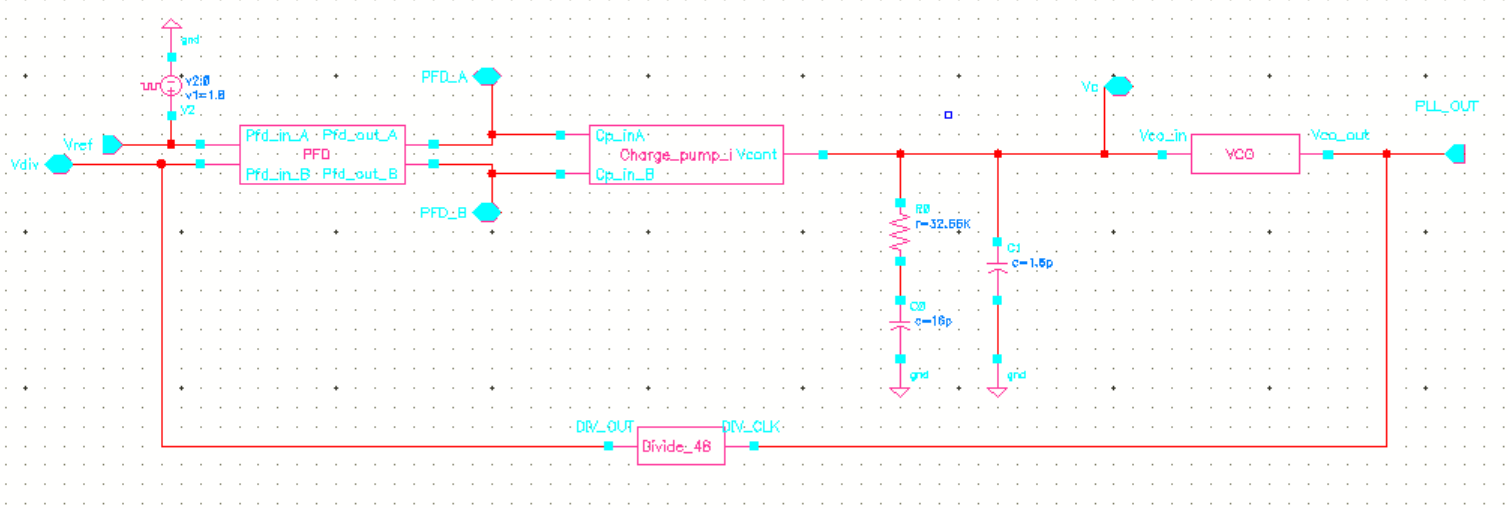 gnd
v2:0
v1=1.8
V2
PFD_A
Vc
PLL_OUT
Vref
Pfd_in_A Pfd_out_A
Cp_inA
Vco_in
Vco_out
Vdiv
PFD
Charge_pump_i Vcont
VCO
Pfd_in_B Pfd_out_B
Cp_in_B
PFD_B
R0
r=32.55K
C1
c=1.5p
C0
c=16p
gnd
gnd
DIV_OUT
DIV_CLK
Divide_46